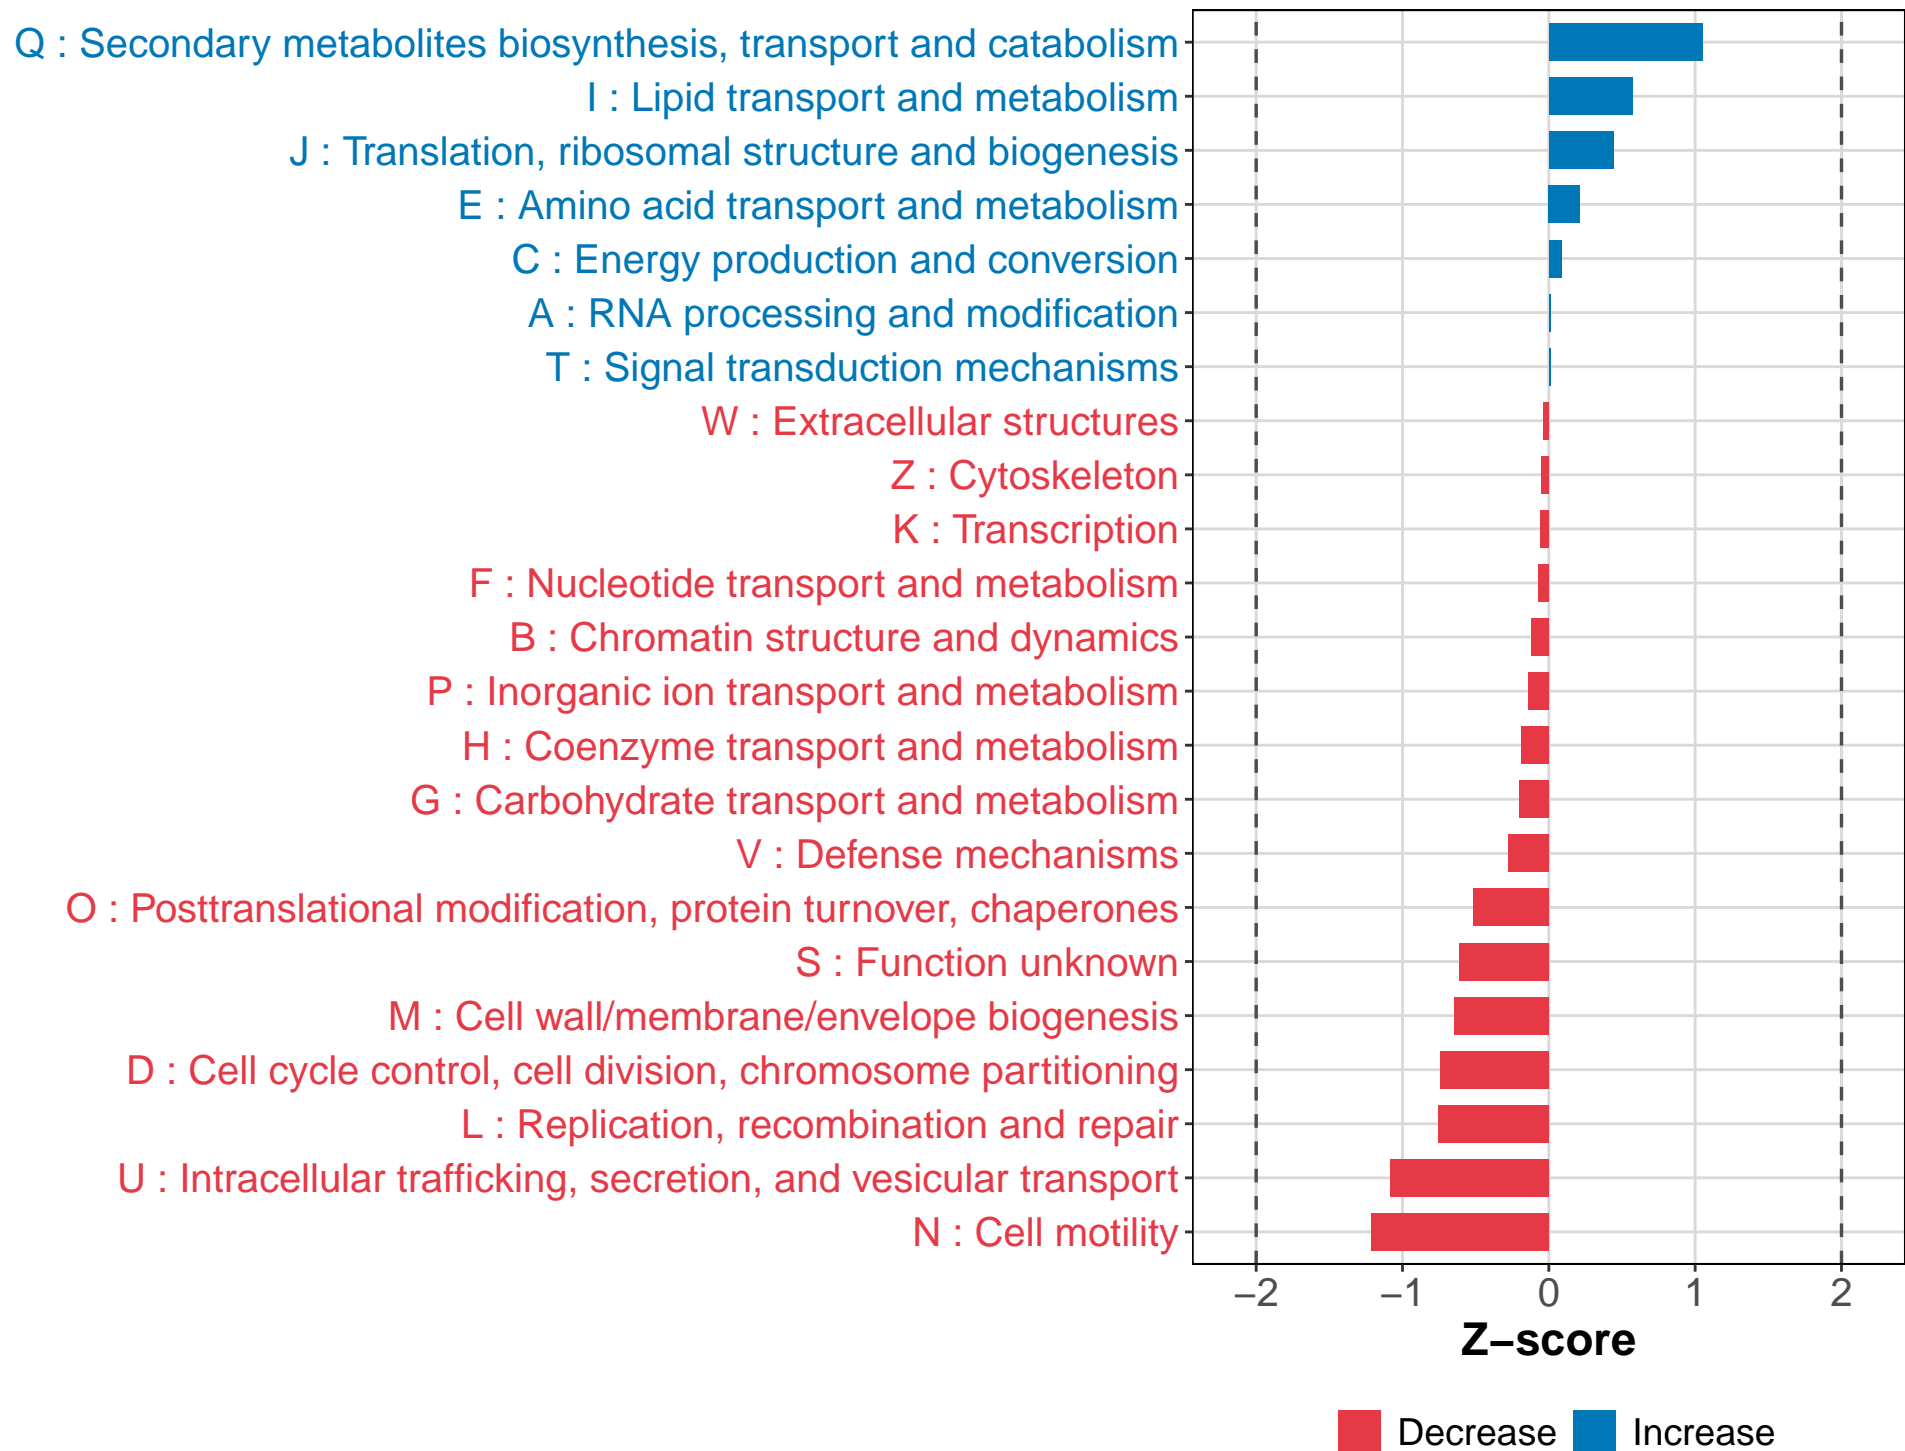 Q : Secondary metabolites biosynthesis, transport and catabolism
I : Lipid transport and metabolism
J : Translation, ribosomal structure and biogenesis
E : Amino acid transport and metabolism
C : Energy production and conversion
A : RNA processing and modification
T : Signal transduction mechanisms
W : Extracellular structures
Z : Cytoskeleton
K : Transcription
F : Nucleotide transport and metabolism
B : Chromatin structure and dynamics
P : Inorganic ion transport and metabolism
H : Coenzyme transport and metabolism
G : Carbohydrate transport and metabolism
V : Defense mechanisms
O : Posttranslational modification, protein turnover, chaperones
S : Function unknown
M : Cell wall/membrane/envelope biogenesis
D : Cell cycle control, cell division, chromosome partitioning
L : Replication, recombination and repair
U : Intracellular trafficking, secretion, and vesicular transport
N : Cell motility
−2 −1 0 1 2
Z−score
Decrease Increase